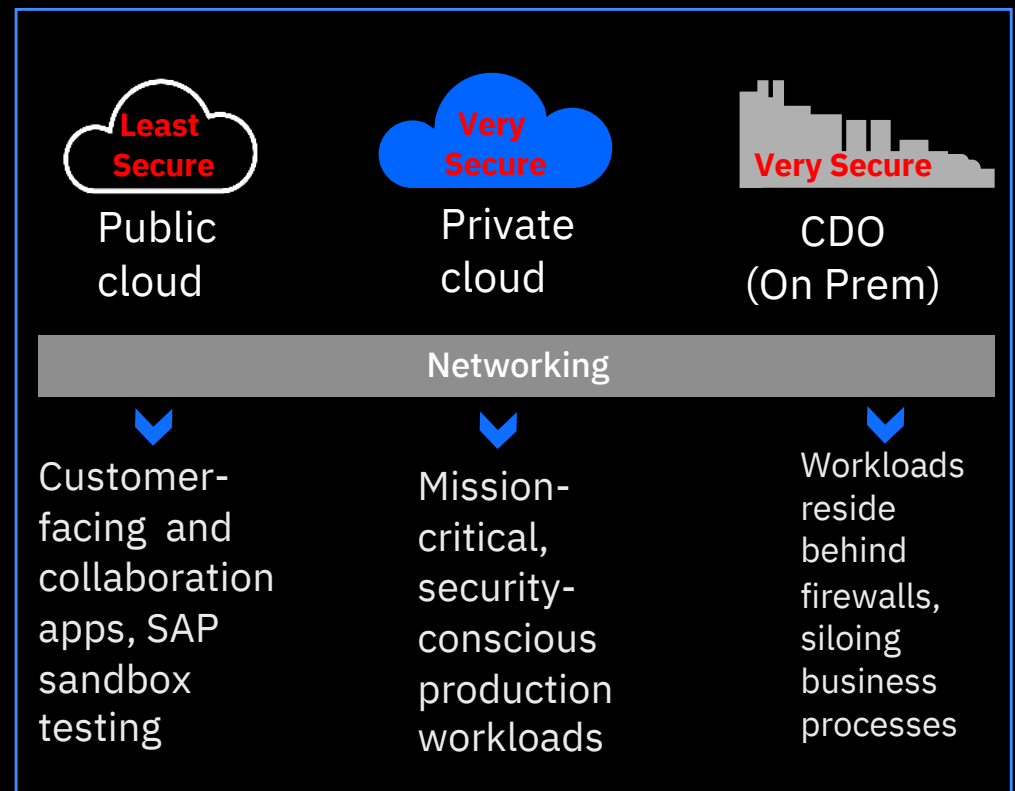 Least
Secure
Public
cloud
Very
Secure
Private
cloud
Very Secure
CDO
(On Prem)
Networking
Customer-
facing and
collaboration
apps, SAP
sandbox
testing
Mission-
critical,
security-
conscious
production
workloads
Workloads
reside
behind
firewalls,
siloing
business
processes